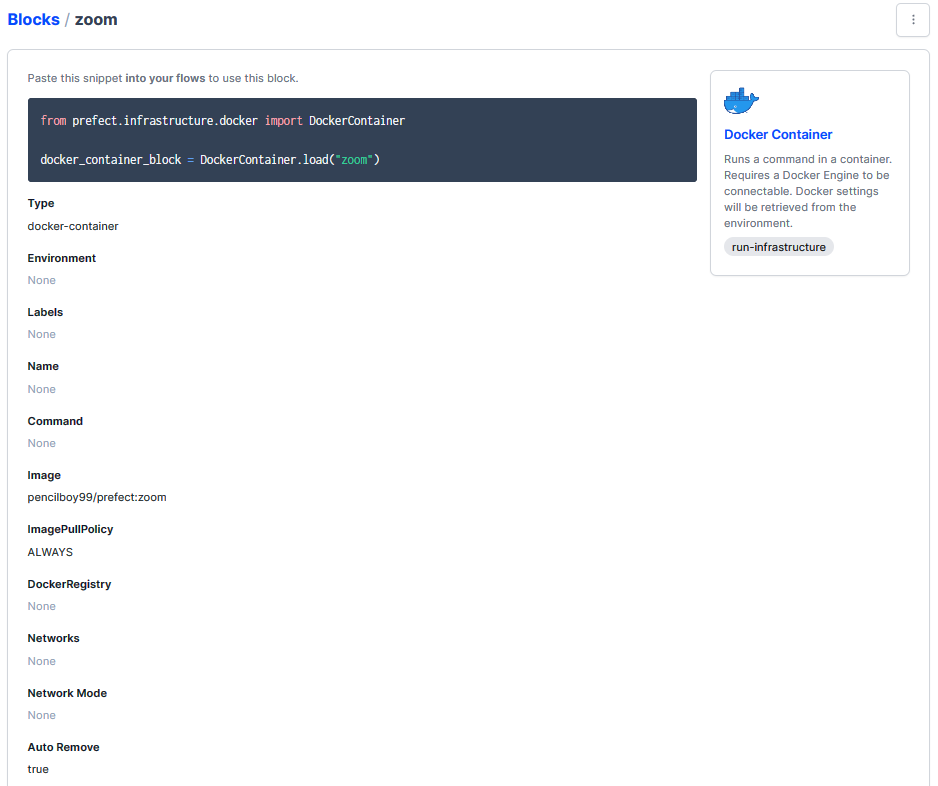 Blocks / zoom
Paste this snippet into your flows to use this block.
from prefect.infrastructure.docker import DockerContainer
docker_container_block = DockerContainer.load("zoom")
Type
docker-container
Environment
None
Labels
None
Name
None
Command
None
Image
pencilboy99/prefect:zoom
ImagePullPolicy
ALWAYS
DockerRegistry
None
Networks
None
Network Mode
None
Auto Remove
true
Docker Container
Runs a command in a container.
Requires a Docker Engine to be
connectable. Docker settings
will be retrieved from the
environment.
run-infrastructure